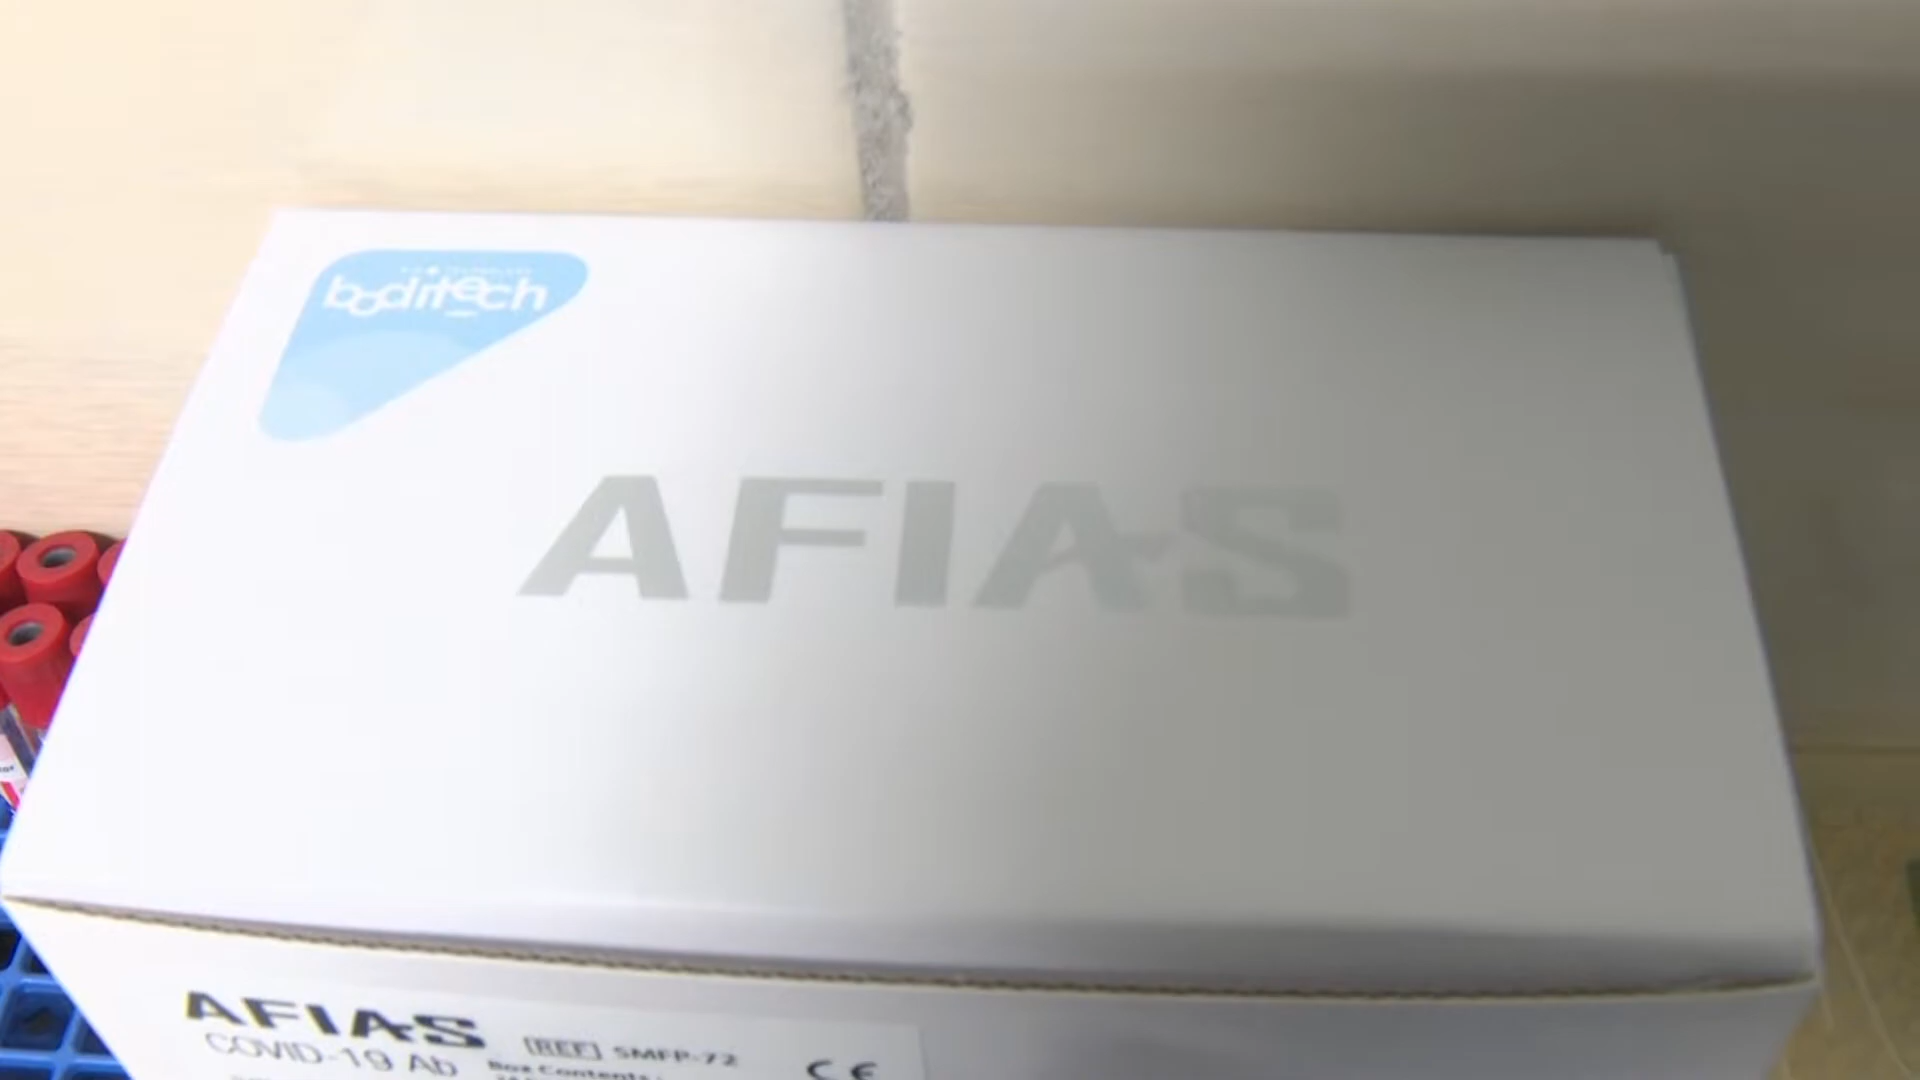 boditech
AFIAS
AFIAS
COVID-19 Ab
REF SMFP-72
Box Contents:
CE